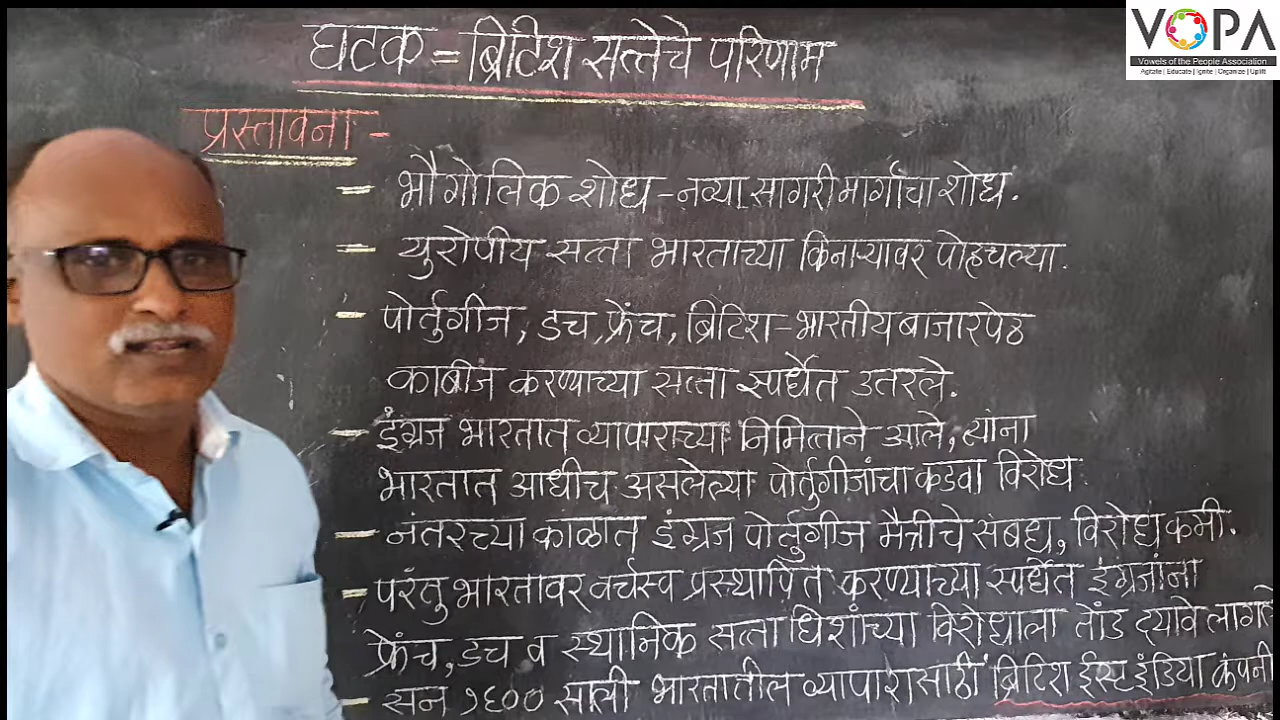 VOPA
Vowels of the People Association
Agitate | Educate | Ignite | Organize | Uplift
घटक = ब्रिटिश सत्तेचे परिणाम
प्रस्तावना -
= भौगोलिक शोध - नव्या सागरी मार्गाचा शोध.
= युरोपीय सत्ता भारताच्या किनाऱ्यावर पोहचल्या.
- पोर्तुगीज, डच, फ्रेंच, ब्रिटिश - भारतीय बाजारपेठ
काबीज करण्याच्या सत्ता स्पर्धेत उतरले.
- इंग्रज भारतात व्यापाराच्या निमित्ताने आले, त्यांना
भारतात आधीच असलेल्या पोर्तुगीजांचा कडवा विरोध
- नंतरच्या काळात इंग्रज पोर्तुगीज मैत्रीचे संबध, विरोध कमी.
= परंतु भारतावर वर्चस्व प्रस्थापित करण्याच्या स्पर्धेत इंग्रजांना
फ्रेंच, डच व स्थानिक सत्ताधिशांच्या विरोधाला तोंड द्यावे लागले
- सन १६०० साली भारतातील व्यापारासाठी ब्रिटिश ईस्ट इंडिया कंपनी